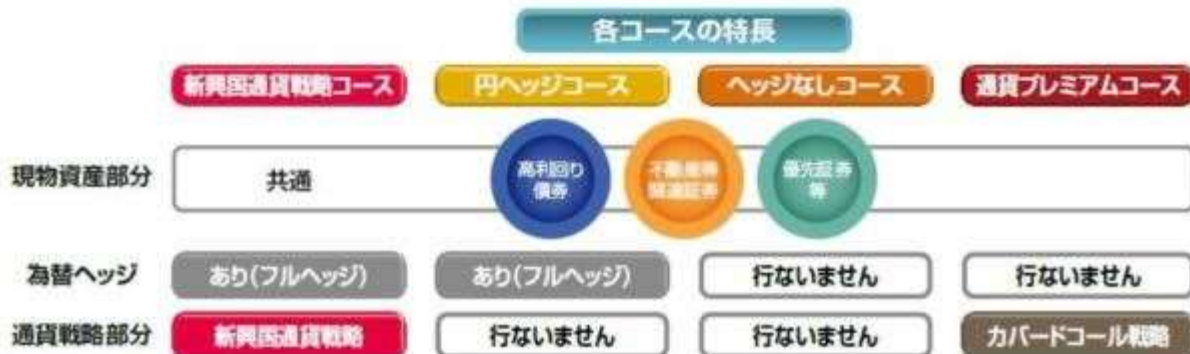 各コースの特長
新興国通貨戦略コース 円ヘッジコース ヘッジなしコース 通貨プレミアムコース
現物資産部分 共通 高利回り 不動産等 優先証券
債券 関連証券 等
為替ヘッジ あり(フルヘッジ) あり(フルヘッジ) 行ないません 行ないません
通貨戦略部分 新興国通貨戦略 行ないません 行ないません カバードコール戦略